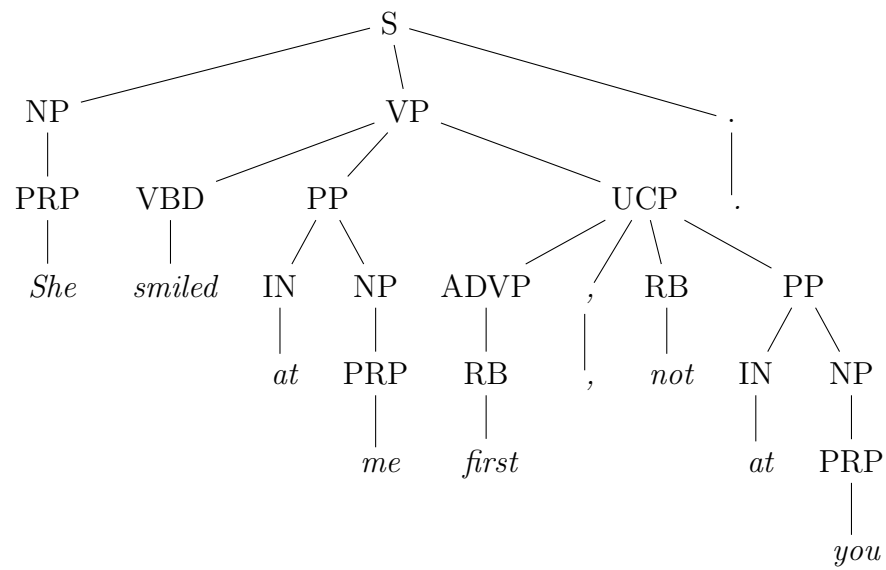 S
NP VP .
PRP VBD PP UCP .
She smiled IN NP ADVP , RB PP
at PRP RB , not IN NP
me first at PRP
you